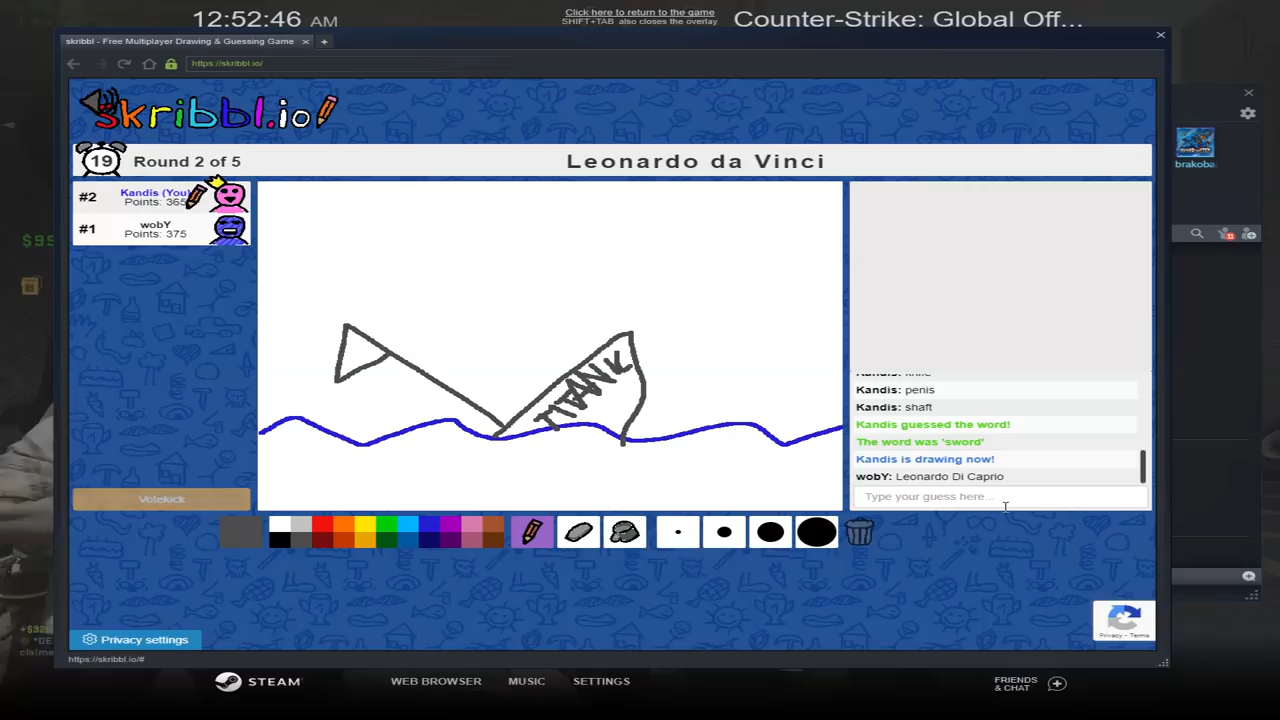 12:52:46 AM
Click here to return to the game
SHIFT+TAB also closes the overlay
Counter-Strike: Global Off...
skribbl - Free Multiplayer Drawing & Guessing Game
https://skribbl.io/
skribbl.io
19 Round 2 of 5
Leonardo da Vinci
#2 Kandis (You)
Points: 365
#1 wobY
Points: 375
brakoba
$99
TITANIK
Kandis: penis
Kandis: shaft
Kandis guessed the word!
The word was 'sword'
Kandis is drawing now!
wobY: Leonardo Di Caprio
Type your guess here...
Votekick
Privacy - Terms
Privacy settings
https://skribbl.io/#
STEAM
WEB BROWSER
MUSIC
SETTINGS
FRIENDS
& CHAT